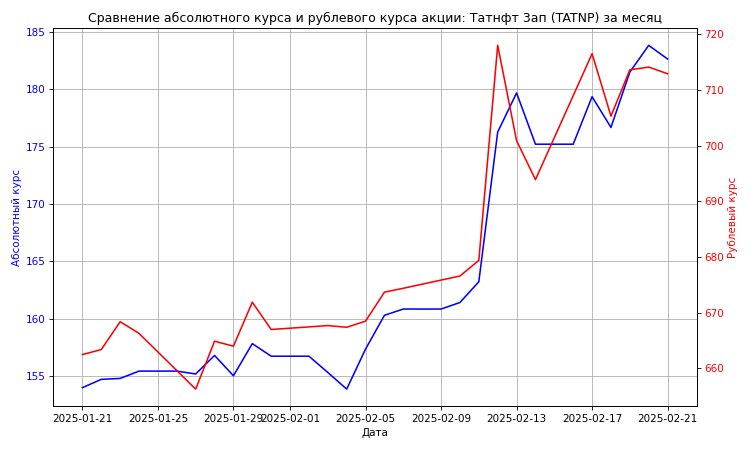 Сравнение абсолютного курса и рублевого курса акции: Татнфт 3ап (TATNP) за месяц
Абсолютный курс
185
180
175
170
165
160
155
720
710
700
690
680
670
660
Рублевый курс
2025-01-21 2025-01-25 2025-01-29 2025-02-01 2025-02-05 2025-02-09 2025-02-13 2025-02-17 2025-02-21
Дата